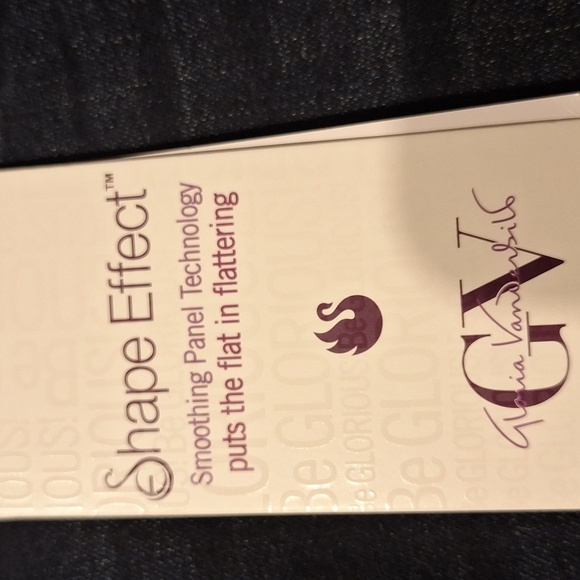 Shape Effect™
Smoothing Panel Technology
puts the flat in flattering
GV
Gloria Vanderbilt
Be GLORIOUS!
Be GLORIOUS